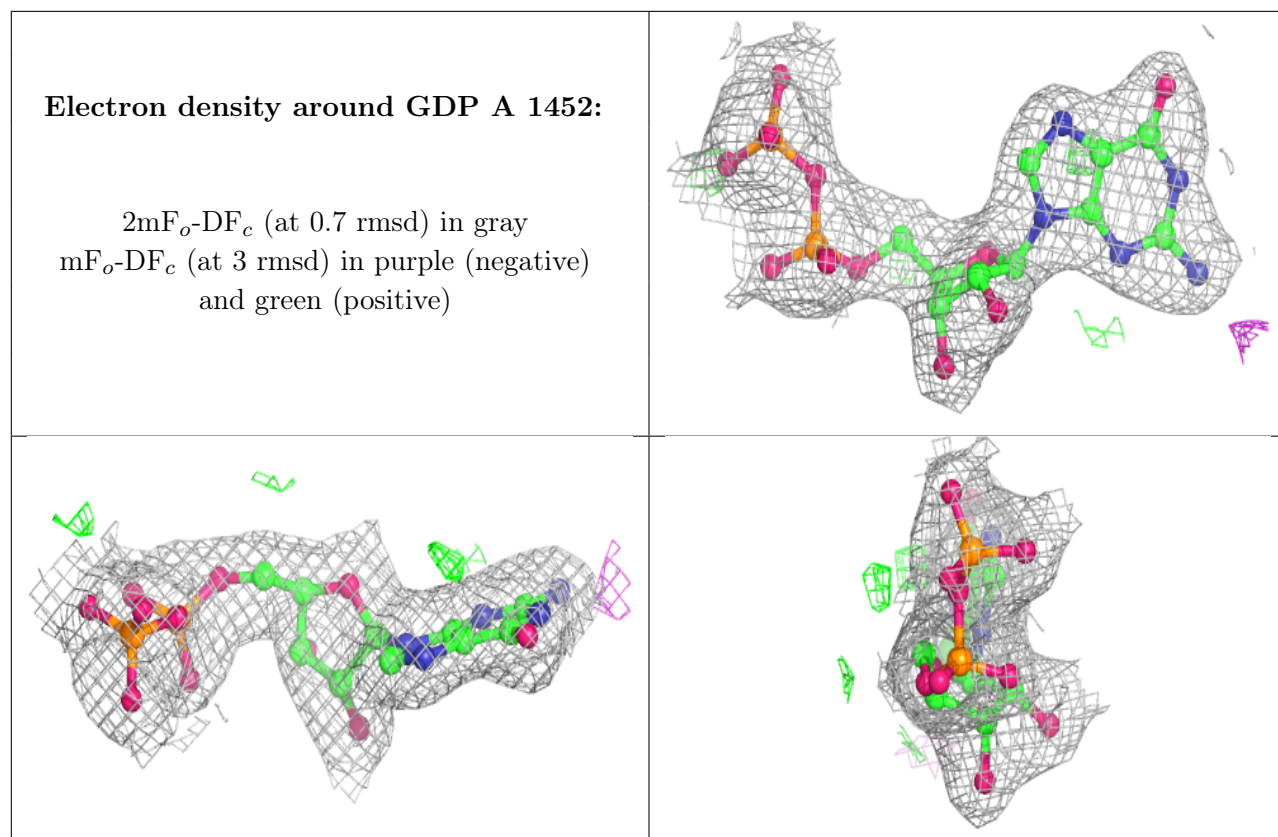 Electron density around GDP A 1452:
2mFo-DFc (at 0.7 rmsd) in gray
mFo-DFc (at 3 rmsd) in purple (negative)
and green (positive)